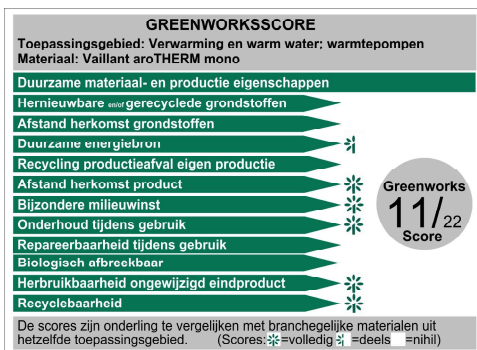 GREENWORKSSCORE
Toepassingsgebied: Verwarming en warm water; warmtepompen
Materiaal: Vaillant aroTHERM mono
Duurzame materiaal- en productie eigenschappen
Hernieuwbare en/of gerecyclede grondstoffen
Afstand herkomst grondstoffen
Duurzame energiebron
Recycling productieafval eigen productie
Afstand herkomst product
Bijzondere milieuwinst
Onderhoud tijdens gebruik
Repareerbaarheid tijdens gebruik
Biologisch afbreekbaar
Herbruikbaarheid ongewijzigd eindproduct
Recyclebaarheid
Greenworks
11/22
Score
De scores zijn onderling te vergelijken met branchegelijke materialen uit
hetzelfde toepassingsgebied. (Scores: =volledig =deels =nihil)